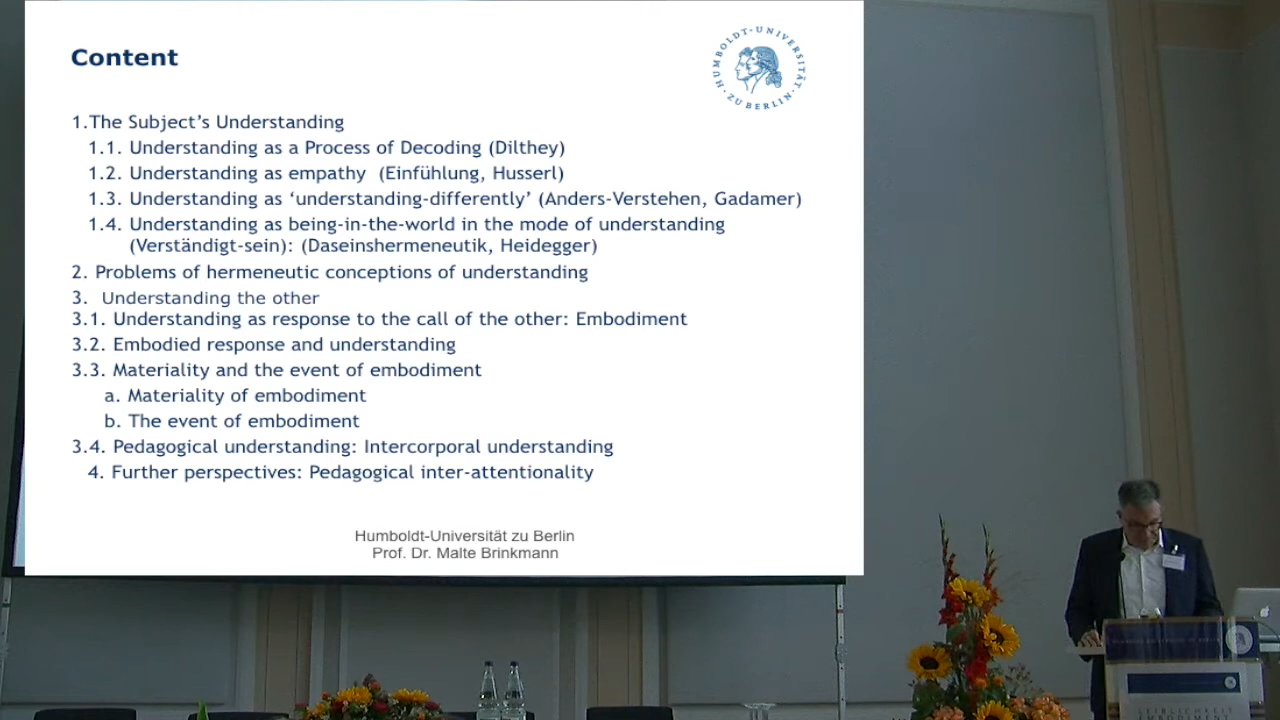 Content
HUMBOLDT-UNIVERSITÄT
ZU BERLIN
1.The Subject’s Understanding
1.1. Understanding as a Process of Decoding (Dilthey)
1.2. Understanding as empathy (Einfühlung, Husserl)
1.3. Understanding as ‘understanding-differently’ (Anders-Verstehen, Gadamer)
1.4. Understanding as being-in-the-world in the mode of understanding
(Verständigt-sein): (Daseinshermeneutik, Heidegger)
2. Problems of hermeneutic conceptions of understanding
3. Understanding the other
3.1. Understanding as response to the call of the other: Embodiment
3.2. Embodied response and understanding
3.3. Materiality and the event of embodiment
a. Materiality of embodiment
b. The event of embodiment
3.4. Pedagogical understanding: Intercorporal understanding
4. Further perspectives: Pedagogical inter-attentionality
Humboldt-Universität zu Berlin
Prof. Dr. Malte Brinkmann
LEIBLICHKEIT